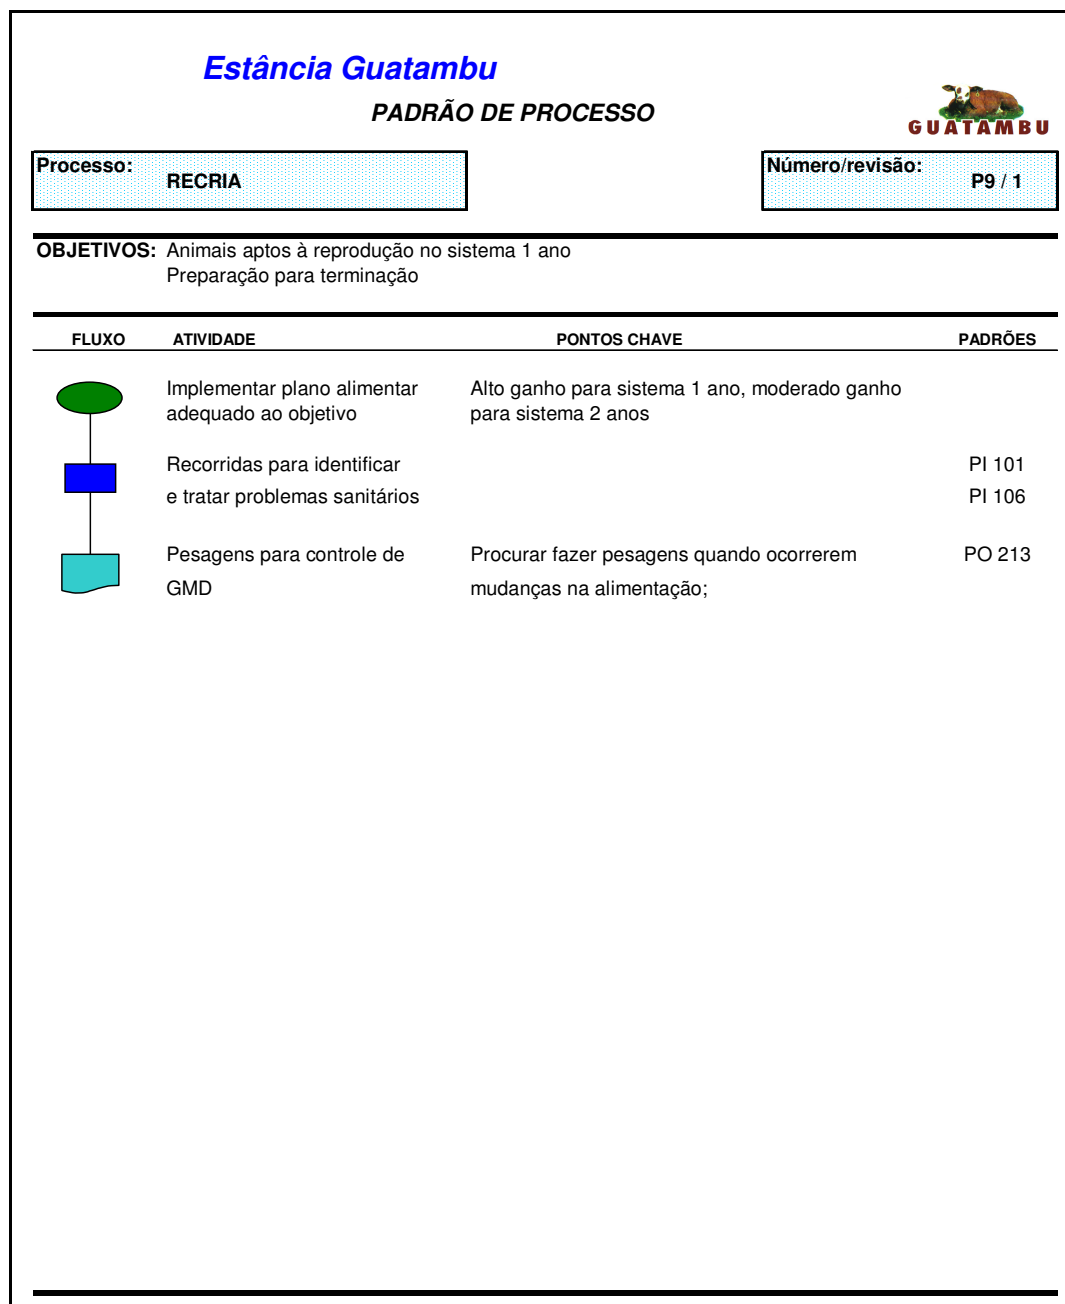 Estância Guatambu
PADRÃO DE PROCESSO
GUATAMBU
Processo:
RECRIA
Número/revisão:
P9 / 1
OBJETIVOS: Animais aptos à reprodução no sistema 1 ano
Preparação para terminação
FLUXO ATIVIDADE PONTOS CHAVE PADRÕES
Implementar plano alimentar Alto ganho para sistema 1 ano, moderado ganho
adequado ao objetivo para sistema 2 anos
Recorridas para identificar PI 101
e tratar problemas sanitários PI 106
Pesagens para controle de Procurar fazer pesagens quando ocorrerem PO 213
GMD mudanças na alimentação;